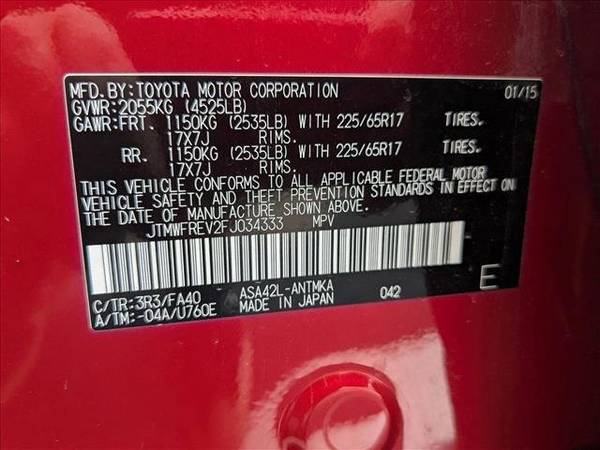 MFD.BY:TOYOTA MOTOR CORPORATION 01/15
GVWR:2055KG (4525LB)
GAWR:FRT. 1150KG (2535LB) WITH 225/65R17 TIRES.
17X7J RIMS.
RR. 1150KG (2535LB) WITH 225/65R17 TIRES.
17X7J RIMS.
THIS VEHICLE CONFORMS TO ALL APPLICABLE FEDERAL MOTOR
VEHICLE SAFETY AND THEFT PREVENTION STANDARDS IN EFFECT ON
THE DATE OF MANUFACTURE SHOWN ABOVE.
JTMWFREV2FJ034333 MPV
C/TR:3R3/FA40 ASA42L-ANTMKA 042 E
A/TM:-04A/U760E MADE IN JAPAN